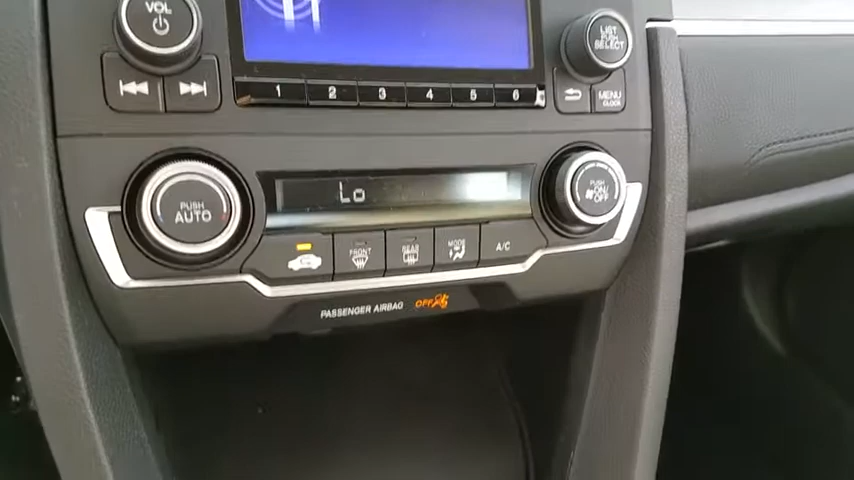 VOL
LIST
PUSH
SELECT
1 2 3 4 5 6
MENU
CLOCK
Lo
PUSH
AUTO
PUSH
ON/
OFF
FRONT
REAR
MODE
A/C
PASSENGER AIRBAG OFF